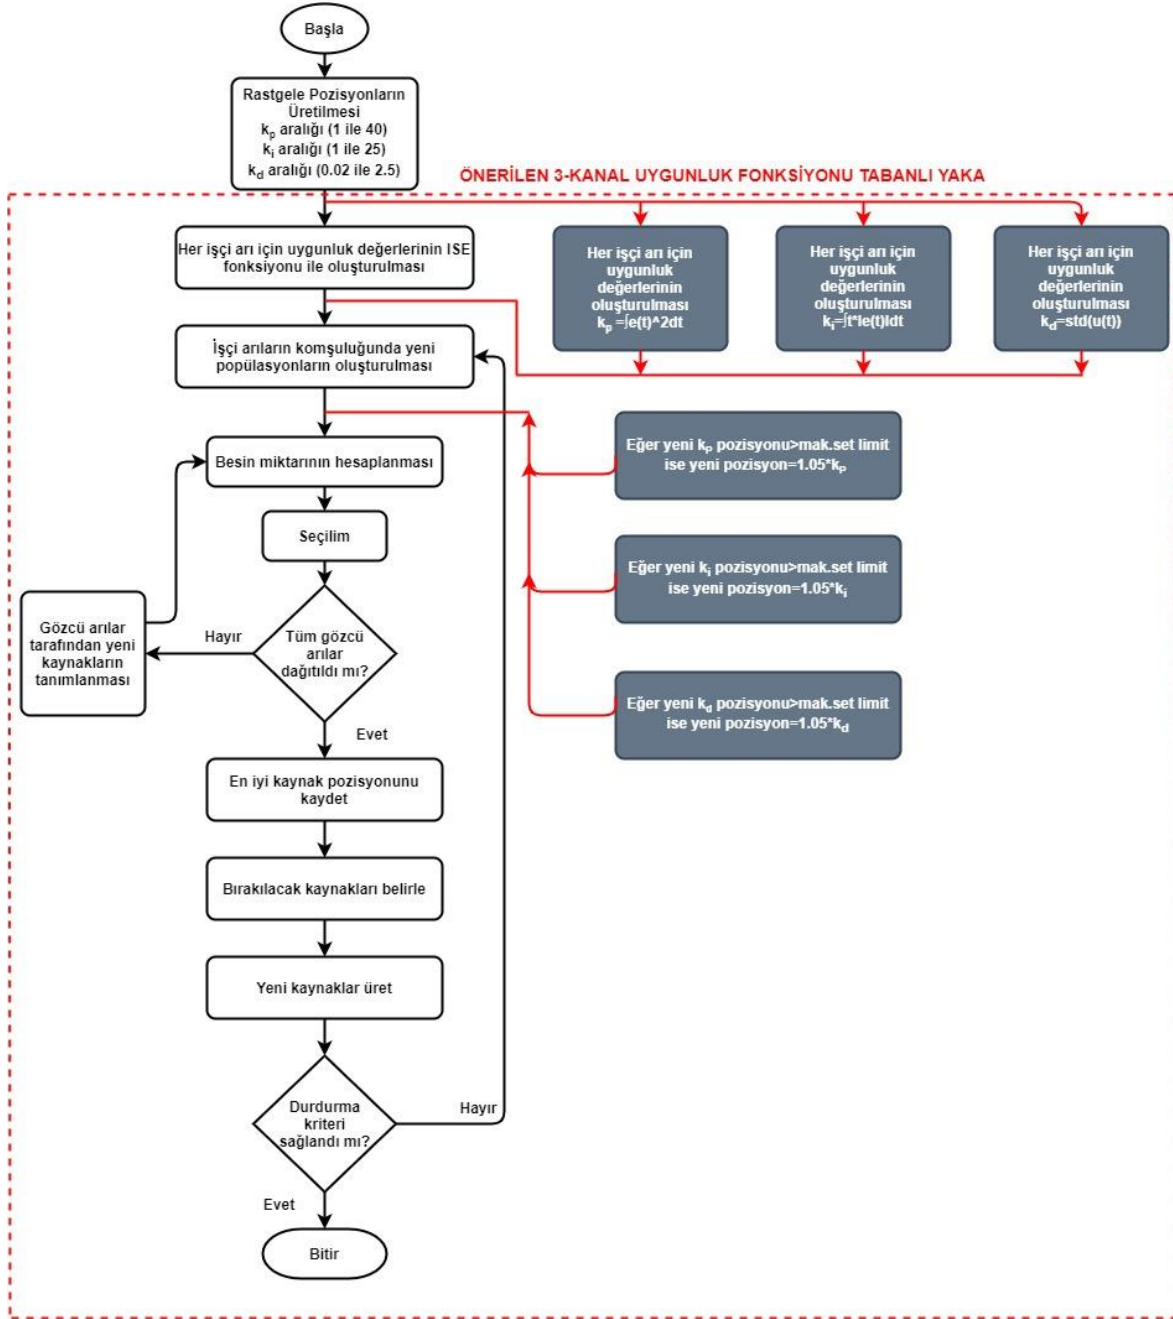 Başla
Rastgele Pozisyonların
Üretilmesi
kp aralığı (1 ile 40)
ki aralığı (1 ile 25)
kd aralığı (0.02 ile 2.5)
ÖNERİLEN 3-KANAL UYGUNLUK FONKSİYONU TABANLI YAKA
Her işçi arı için uygunluk değerlerinin ISE
fonksiyonu ile oluşturulması
Her işçi arı için
uygunluk
değerlerinin
oluşturulması
kp =∫e(t)^2dt
Her işçi arı için
uygunluk
değerlerinin
oluşturulması
ki=∫t*Ie(t)Idt
Her işçi arı için
uygunluk
değerlerinin
oluşturulması
kd=std(u(t))
İşçi arıların komşuluğunda yeni
popülasyonların oluşturulması
Eğer yeni kP pozisyonu>mak.set limit
ise yeni pozisyon=1.05*kP
Besin miktarının hesaplanması
Seçilim
Eğer yeni ki pozisyonu>mak.set limit
ise yeni pozisyon=1.05*ki
Gözcü arılar
tarafından yeni
kaynakların
tanımlanması
Hayır
Tüm gözcü
arılar
dağıtıldı mı?
Eğer yeni kd pozisyonu>mak.set limit
ise yeni pozisyon=1.05*kd
Evet
En iyi kaynak pozisyonunu
kaydet
Bırakılacak kaynakları belirle
Yeni kaynaklar üret
Durdurma
kriteri
sağlandı mı?
Hayır
Evet
Bitir